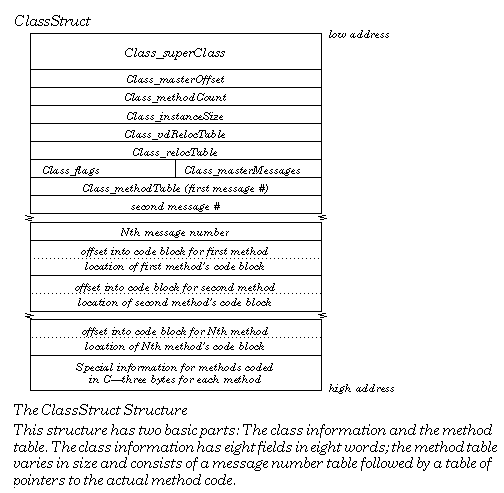 ClassStruct
low address
Class_superClass
Class_masterOffset
Class_methodCount
Class_instanceSize
Class_vdRelocTable
Class_relocTable
Class_flags
Class_masterMessages
Class_methodTable (first message #)
second message #
Nth message number
offset into code block for first method
location of first method's code block
offset into code block for second method
location of second method's code block
offset into code block for Nth method
location of Nth method's code block
Special information for methods coded
in C—three bytes for each method
high address
The ClassStruct Structure
This structure has two basic parts: The class information and the method
table. The class information has eight fields in eight words; the method table
varies in size and consists of a message number table followed by a table of
pointers to the actual method code.